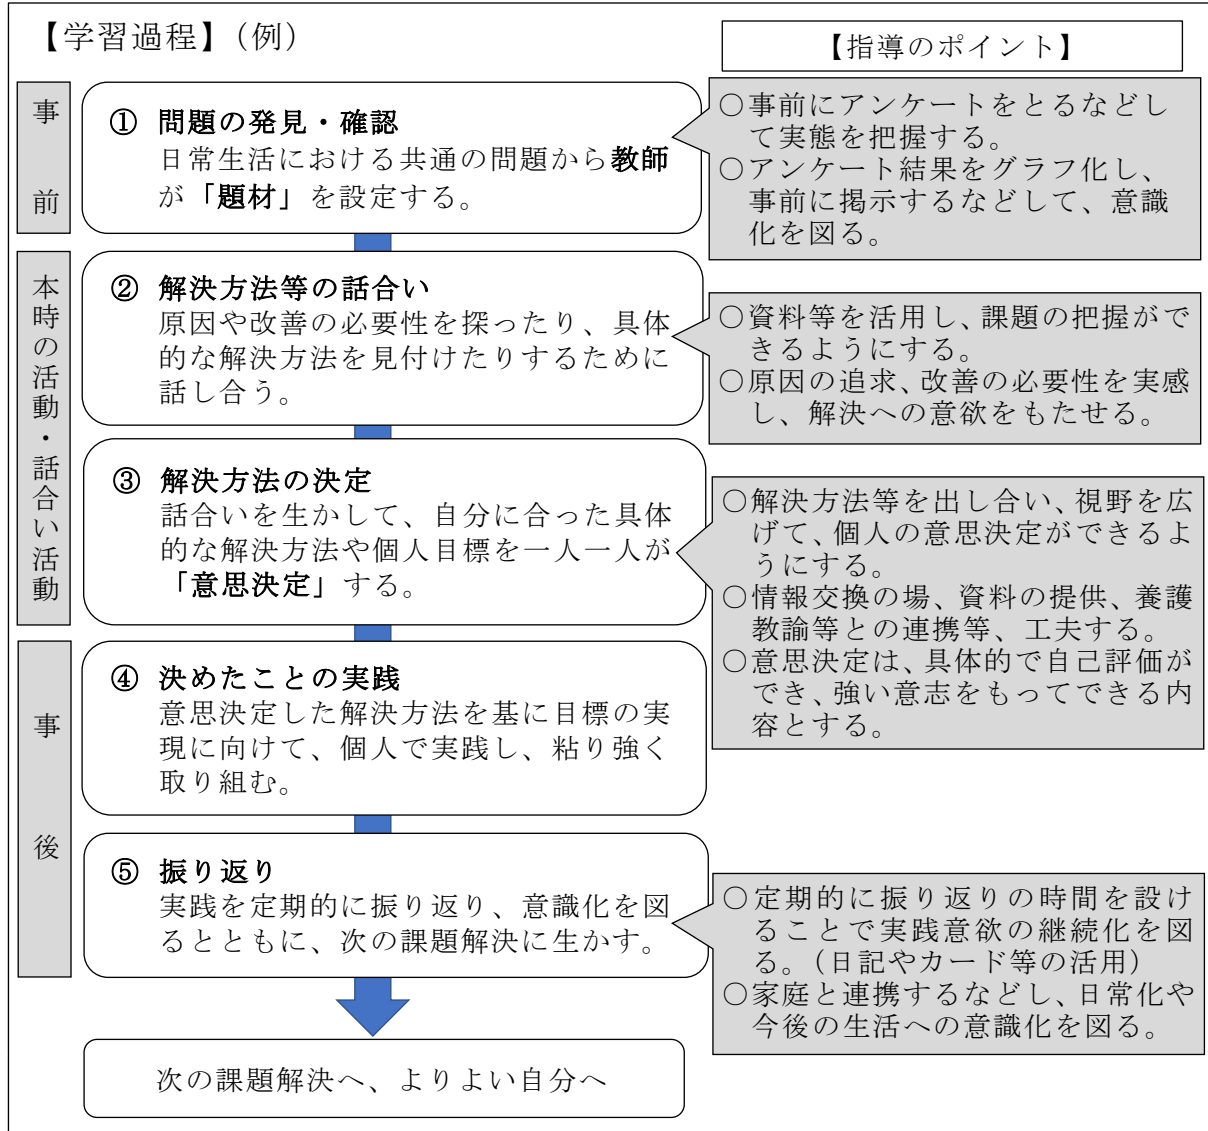 【学習過程】（例）
【指導のポイント】
事前
① 問題の発見・確認
日常生活における共通の問題から教師
が「題材」を設定する。
○事前にアンケートをとるなどし
て実態を把握する。
○アンケート結果をグラフ化し、
事前に掲示するなどして、意識
化を図る。
本時の活動・話合い活動
② 解決方法等の話合い
原因や改善の必要性を探ったり、具体
的な解決方法を見付けたりするために
話し合う。
○資料等を活用し、課題の把握がで
きるようにする。
○原因の追求、改善の必要性を実感
し、解決への意欲をもたせる。
③ 解決方法の決定
話合いを生かして、自分に合った具体
的な解決方法や個人目標を一人一人が
「意思決定」する。
○解決方法等を出し合い、視野を広
げて、個人の意思決定ができるよ
うにする。
○情報交換の場、資料の提供、養護
教諭等との連携等、工夫する。
○意思決定は、具体的で自己評価が
でき、強い意志をもってできる内
容とする。
事後
④ 決めたことの実践
意思決定した解決方法を基に目標の実
現に向けて、個人で実践し、粘り強く
取り組む。
⑤ 振り返り
実践を定期的に振り返り、意識化を図
るとともに、次の課題解決に生かす。
○定期的に振り返りの時間を設け
ることで実践意欲の継続化を図
る。（日記やカード等の活用）
○家庭と連携するなどし、日常化や
今後の生活への意識化を図る。
次の課題解決へ、よりよい自分へ